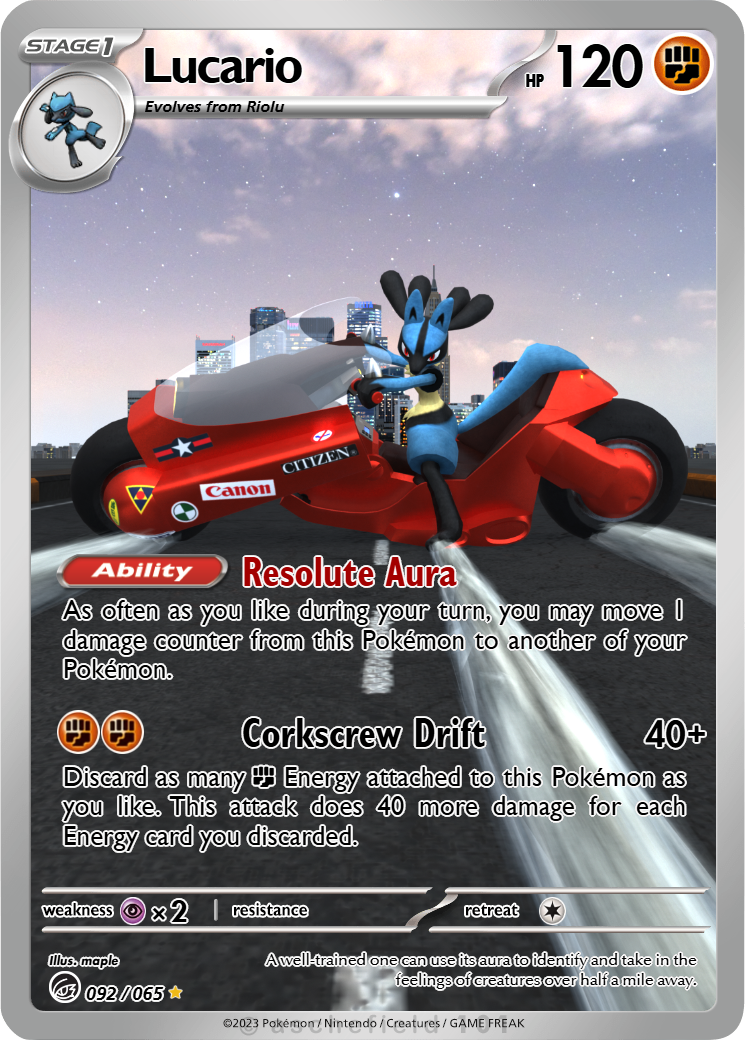 STAGE1
Lucario
HP 120
Evolves from Riolu
CITIZEN
Canon
Ability Resolute Aura
As often as you like during your turn, you may move 1
damage counter from this Pokémon to another of your
Pokémon.
Corkscrew Drift 40+
Discard as many Energy attached to this Pokémon as
you like. This attack does 40 more damage for each
Energy card you discarded.
weakness ×2 resistance retreat
Illus. maple
A well-trained one can use its aura to identify and take in the
feelings of creatures over half a mile away.
092 / 065
©2023 Pokémon / Nintendo / Creatures / GAME FREAK